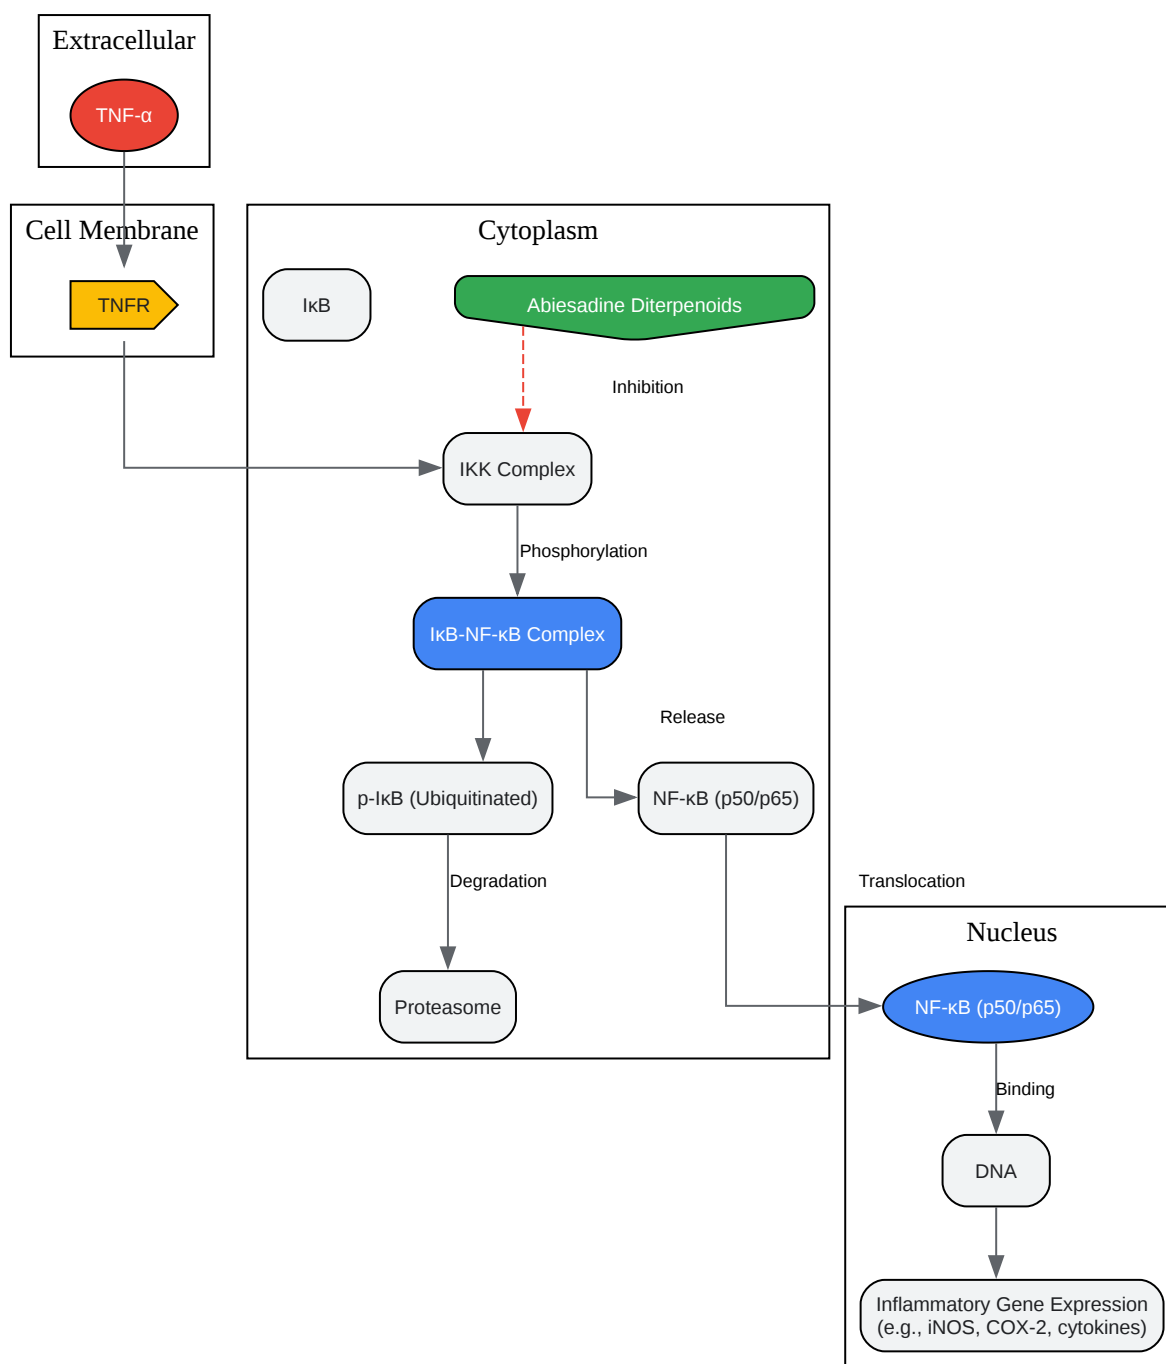 Extracellular
TNF-α
Cell Membrane
TNFR
Cytoplasm
IκB
Abiesadine Diterpenoids
Inhibition
IKK Complex
Phosphorylation
IκB-NF-κB Complex
Release
p-IκB (Ubiquitinated)
NF-κB (p50/p65)
Degradation
Translocation
Proteasome
Nucleus
NF-κB (p50/p65)
Binding
DNA
Inflammatory Gene Expression
(e.g., iNOS, COX-2, cytokines)